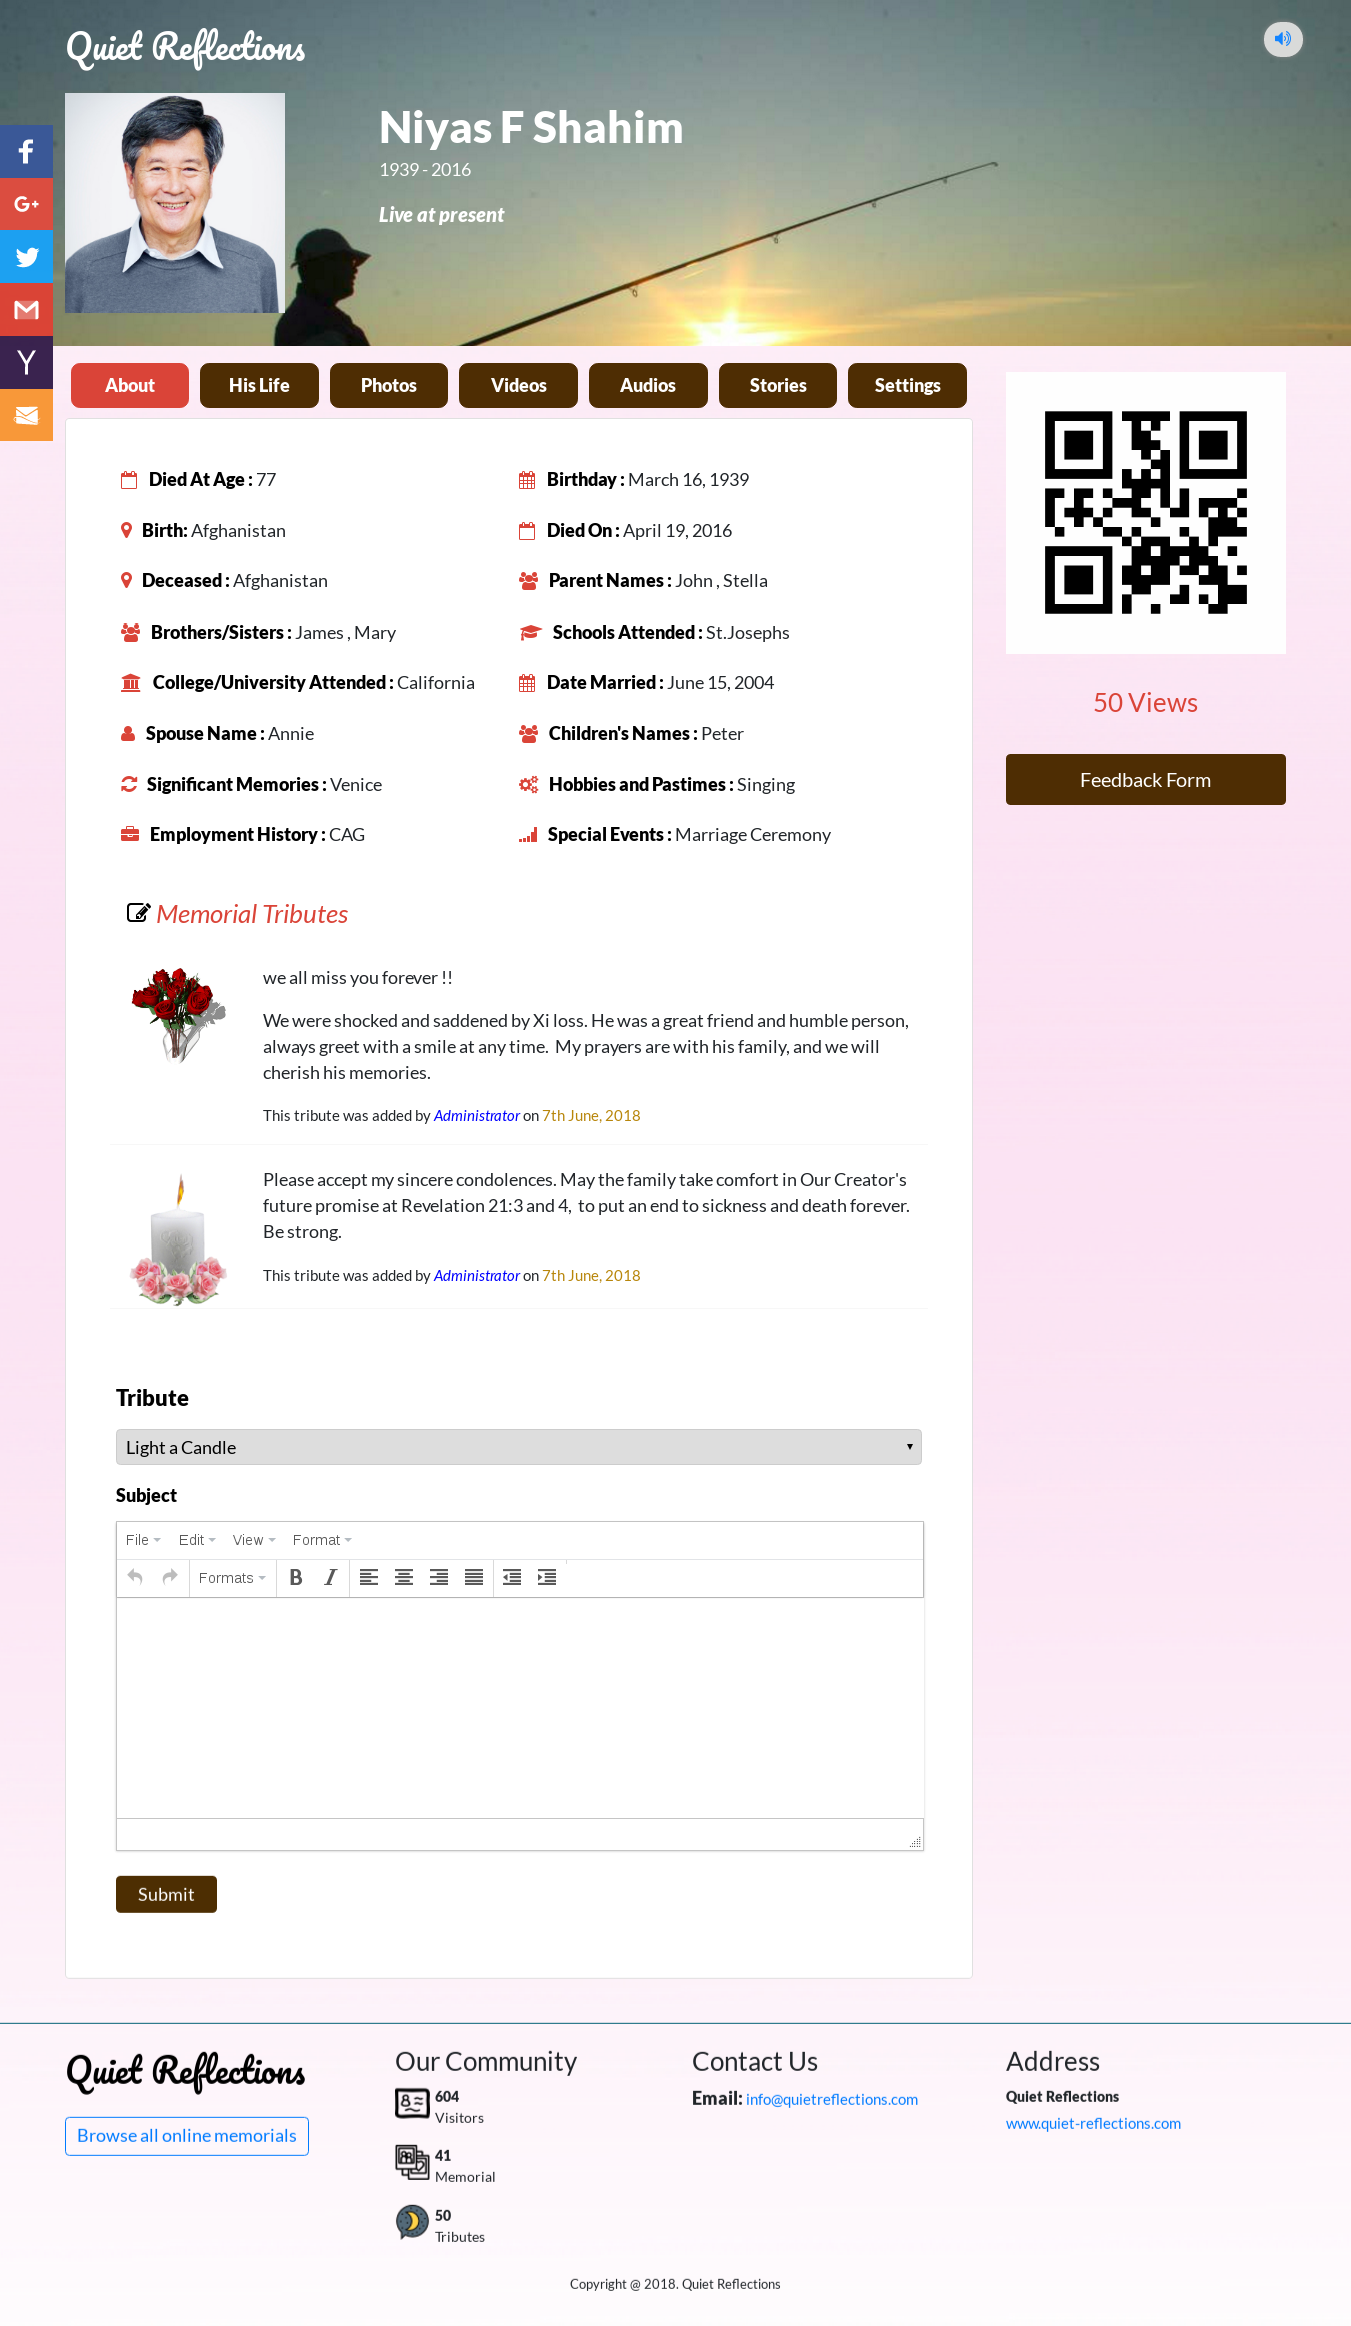 Quiet Reflections
Niyas F Shahim
1939 - 2016
Live at present
About
His Life
Photos
Videos
Audios
Stories
Settings
Died At Age : 77
Birthday : March 16, 1939
Birth: Afghanistan
Died On : April 19, 2016
Deceased : Afghanistan
Parent Names : John , Stella
Brothers/Sisters : James , Mary
Schools Attended : St.Josephs
College/University Attended : California
Date Married : June 15, 2004
Spouse Name : Annie
Children's Names : Peter
Significant Memories : Venice
Hobbies and Pastimes : Singing
Employment History : CAG
Special Events : Marriage Ceremony
50 Views
Feedback Form
Memorial Tributes
we all miss you forever !!
We were shocked and saddened by Xi loss. He was a great friend and humble person,
always greet with a smile at any time.  My prayers are with his family, and we will
cherish his memories.
This tribute was added by Administrator on 7th June, 2018
Please accept my sincere condolences. May the family take comfort in Our Creator's
future promise at Revelation 21:3 and 4,  to put an end to sickness and death forever.
Be strong.
This tribute was added by Administrator on 7th June, 2018
Tribute
Light a Candle
Subject
File Edit View Format
Formats B I
Submit
Quiet Reflections
Browse all online memorials
Our Community
604
Visitors
41
Memorial
50
Tributes
Contact Us
Email: info@quietreflections.com
Address
Quiet Reflections
www.quiet-reflections.com
Copyright @ 2018. Quiet Reflections